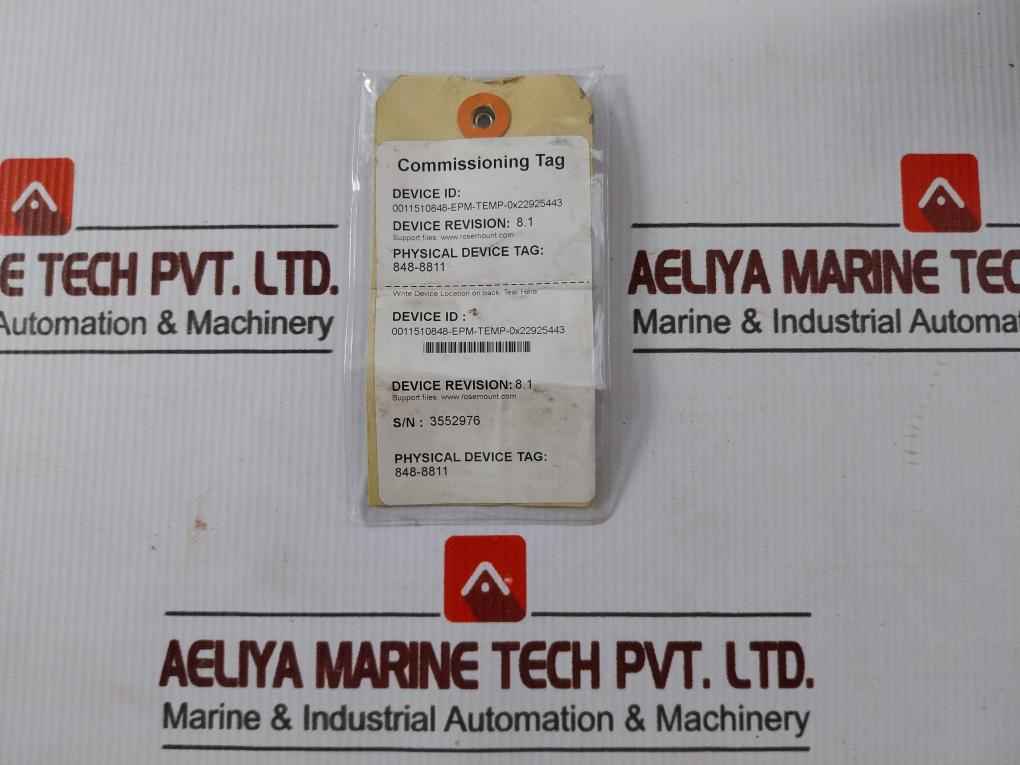 Commissioning Tag
DEVICE ID:
0011510848-EPM-TEMP-0x22925443
DEVICE REVISION: 8.1
Support files: www.rosemount.com
PHYSICAL DEVICE TAG:
848-8811
Write Device Location on back, Tear Here
DEVICE ID :
0011510848-EPM-TEMP-0x22925443
DEVICE REVISION: 8.1
Support files: www.rosemount.com
S/N : 3552976
PHYSICAL DEVICE TAG:
848-8811
E TECH PVT. LTD.
Automation & Machinery
AELIYA MARINE TEC
Marine & Industrial Automat
AELIYA MARINE TECH PVT. LTD.
Marine & Industrial Automation & Machinery